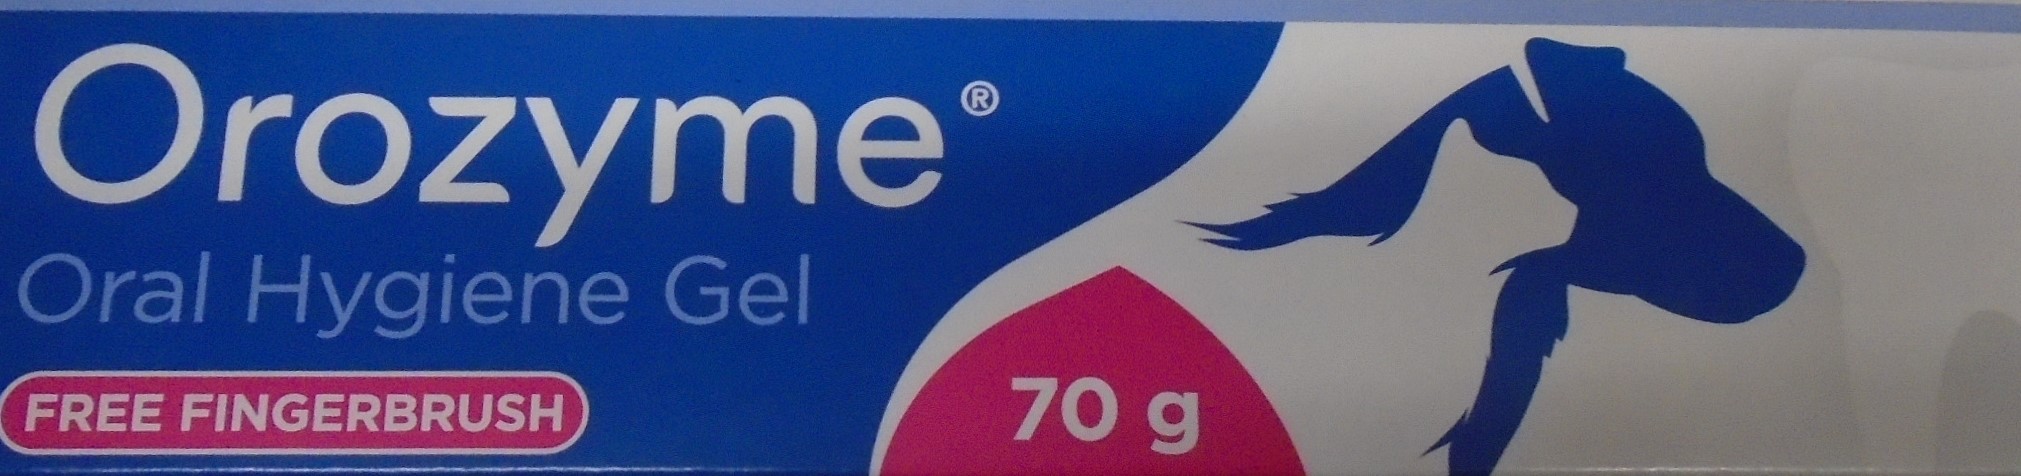 Orozyme®
Oral Hygiene Gel
FREE FINGERBRUSH
70 g